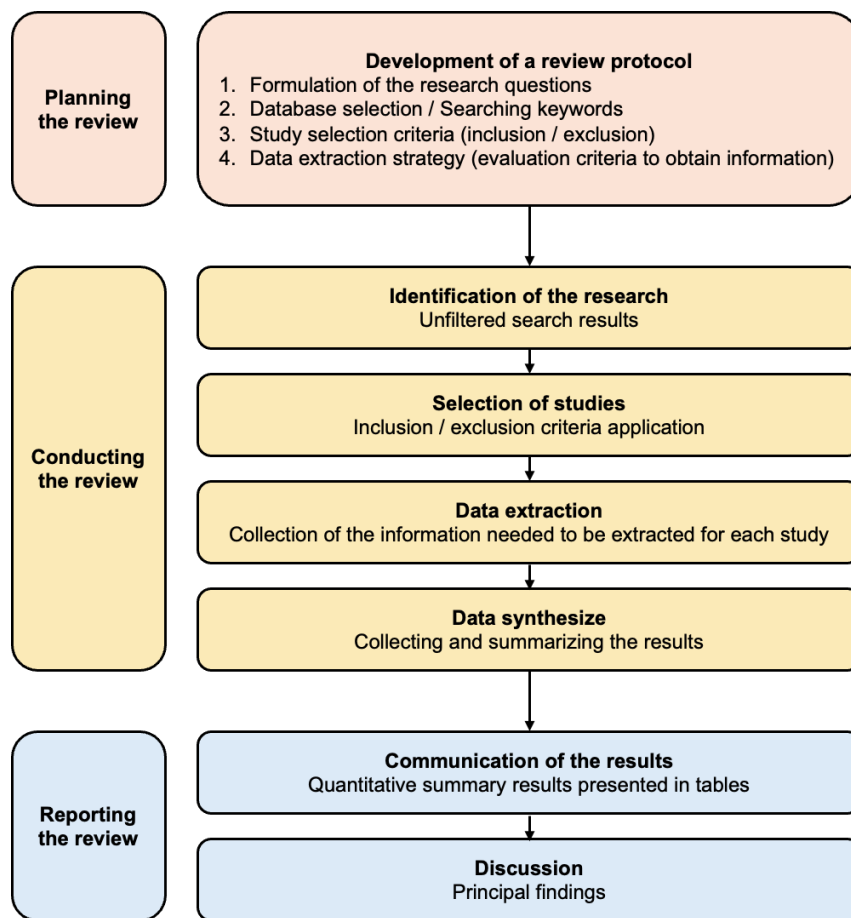 Planning
the review
Development of a review protocol
1. Formulation of the research questions
2. Database selection / Searching keywords
3. Study selection criteria (inclusion / exclusion)
4. Data extraction strategy (evaluation criteria to obtain information)
Conducting
the review
Identification of the research
Unfiltered search results
Selection of studies
Inclusion / exclusion criteria application
Data extraction
Collection of the information needed to be extracted for each study
Data synthesize
Collecting and summarizing the results
Reporting
the review
Communication of the results
Quantitative summary results presented in tables
Discussion
Principal findings